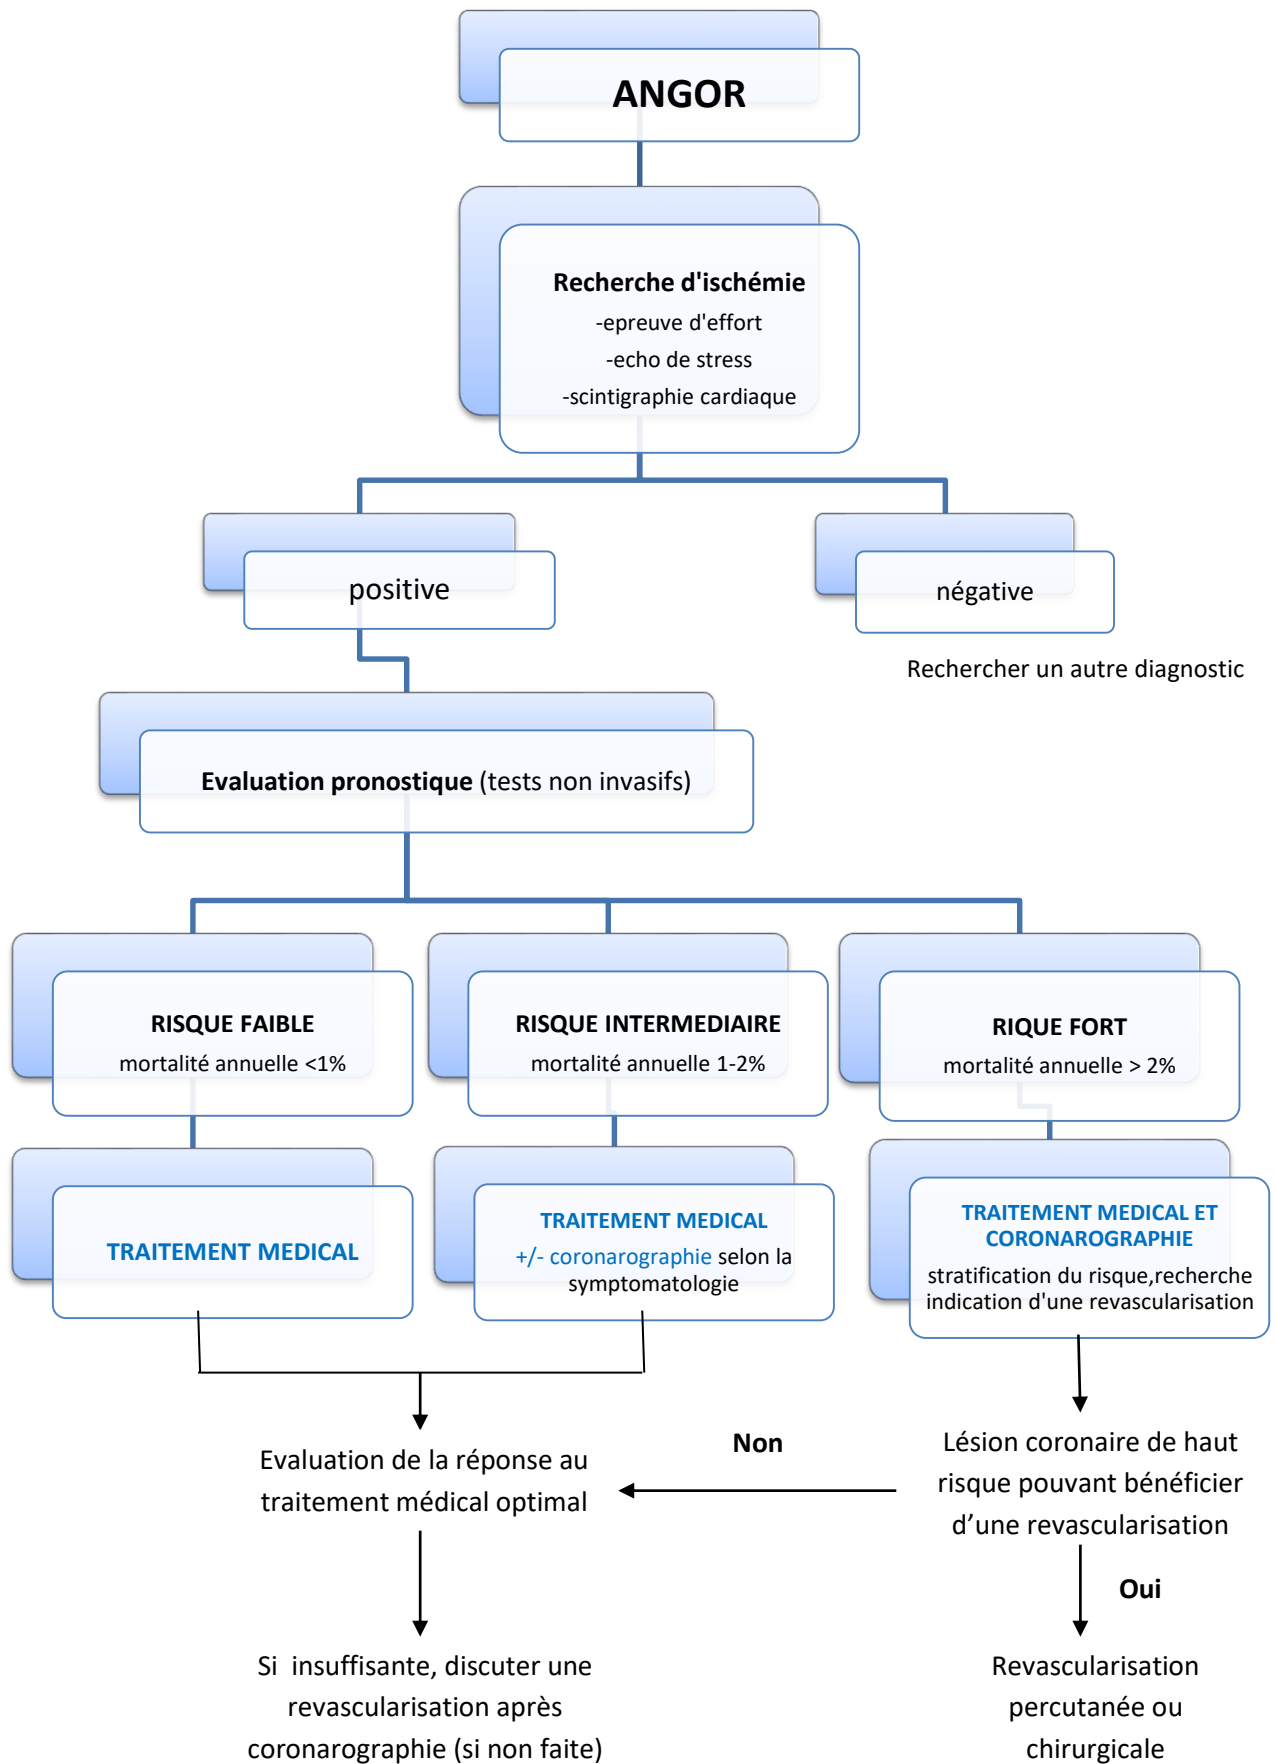 ANGOR
Recherche d'ischémie
-epreuve d'effort
-echo de stress
-scintigraphie cardiaque
positive
négative
Rechercher un autre diagnostic
Evaluation pronostique (tests non invasifs)
RISQUE FAIBLE
mortalité annuelle <1%
RISQUE INTERMEDIAIRE
mortalité annuelle 1-2%
RIQUE FORT
mortalité annuelle > 2%
TRAITEMENT MEDICAL
TRAITEMENT MEDICAL
+/- coronarographie selon la
symptomatologie
TRAITEMENT MEDICAL ET
CORONAROGRAPHIE
stratification du risque,recherche
indication d'une revascularisation
Evaluation de la réponse au
traitement médical optimal
Non
Lésion coronaire de haut
risque pouvant bénéficier
d’une revascularisation
Oui
Si  insuffisante, discuter une
revascularisation après
coronarographie (si non faite)
Revascularisation
percutanée ou
chirurgicale